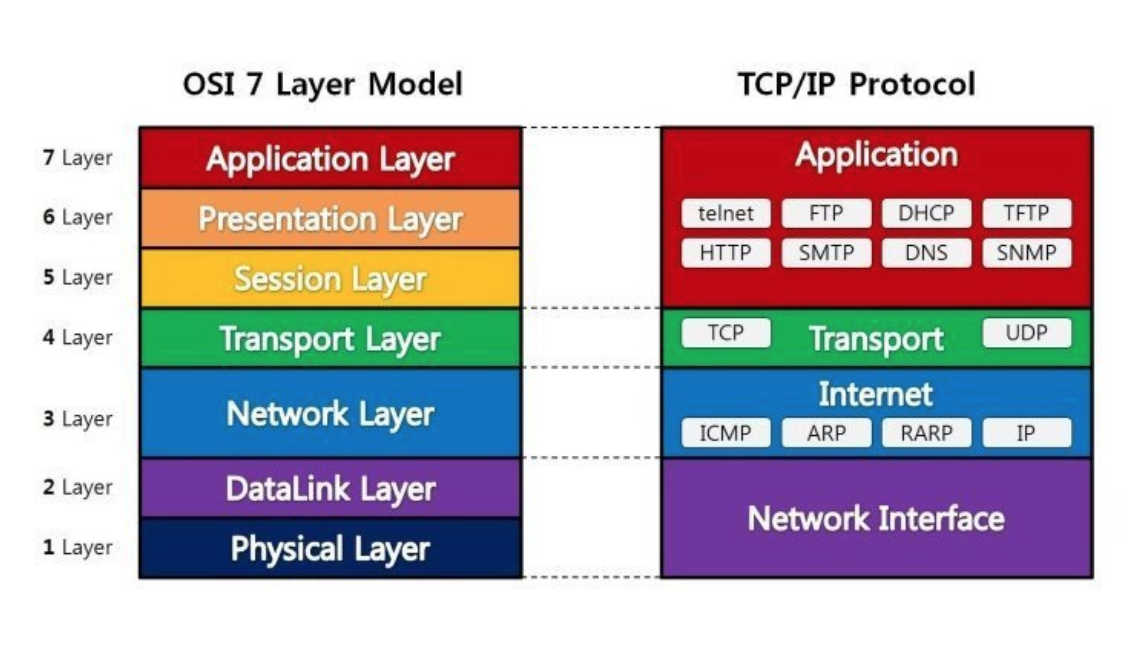 OSI 7 Layer Model
TCP/IP Protocol
7 Layer
Application Layer
6 Layer
Presentation Layer
5 Layer
Session Layer
4 Layer
Transport Layer
3 Layer
Network Layer
2 Layer
DataLink Layer
1 Layer
Physical Layer
Application
telnet FTP DHCP TFTP
HTTP SMTP DNS SNMP
TCP Transport UDP
Internet
ICMP ARP RARP IP
Network Interface